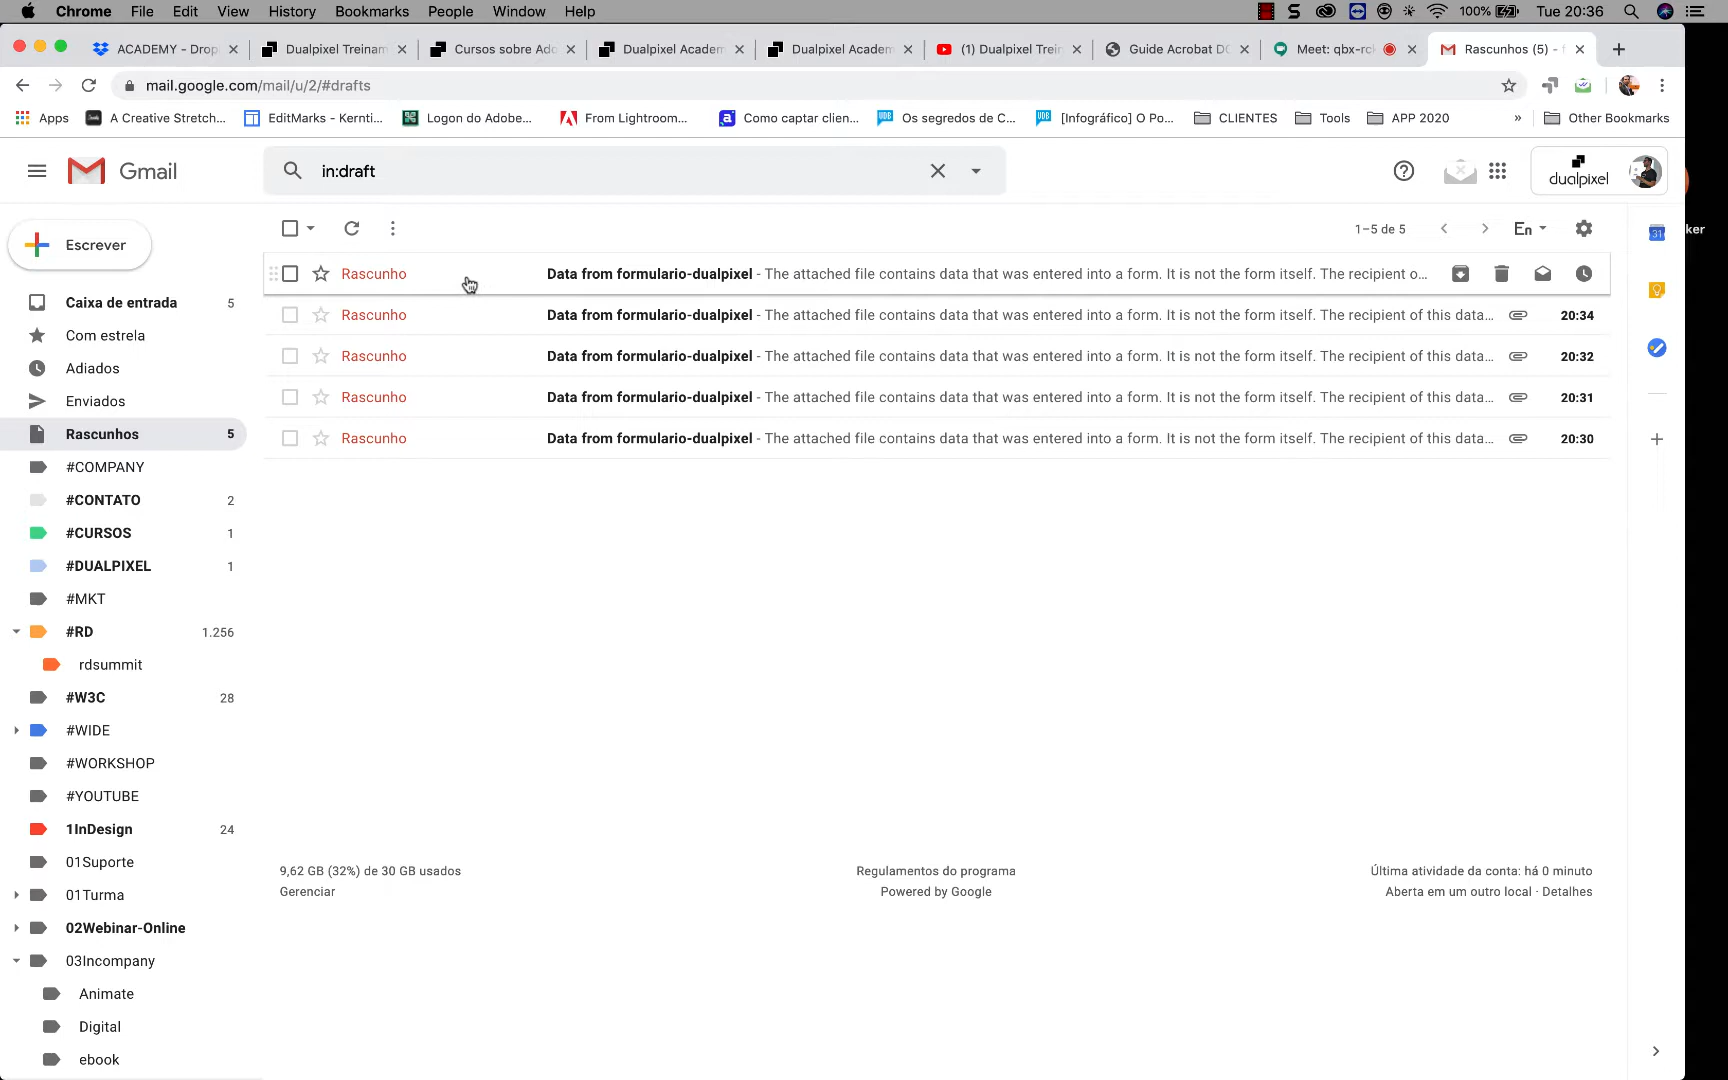 Chrome File Edit View History Bookmarks People Window Help 100% Tue 20:36
ACADEMY - Drop Dualpixel Treinam Cursos sobre Ado Dualpixel Academ Dualpixel Academ (1) Dualpixel Trein Guide Acrobat DC Meet: qbx-rck Rascunhos (5) - f
mail.google.com/mail/u/2/#drafts
Apps A Creative Stretch... EditMarks - Kernti... Logon do Adobe... From Lightroom... Como captar clien... Os segredos de C... [Infográfico] O Po... CLIENTES Tools APP 2020 » Other Bookmarks
Gmail in:draft dualpixel
Escrever 1–5 de 5 En ker
Rascunho Data from formulario-dualpixel - The attached file contains data that was entered into a form. It is not the form itself. The recipient o...
Rascunho Data from formulario-dualpixel - The attached file contains data that was entered into a form. It is not the form itself. The recipient of this data... 20:34
Rascunho Data from formulario-dualpixel - The attached file contains data that was entered into a form. It is not the form itself. The recipient of this data... 20:32
Rascunho Data from formulario-dualpixel - The attached file contains data that was entered into a form. It is not the form itself. The recipient of this data... 20:31
Rascunho Data from formulario-dualpixel - The attached file contains data that was entered into a form. It is not the form itself. The recipient of this data... 20:30
Caixa de entrada 5
Com estrela
Adiados
Enviados
Rascunhos 5
#COMPANY
#CONTATO 2
#CURSOS 1
#DUALPIXEL 1
#MKT
#RD 1.256
rdsummit
#W3C 28
#WIDE
#WORKSHOP
#YOUTUBE
1InDesign 24
01Suporte
01Turma
02Webinar-Online
03Incompany
Animate
Digital
ebook
9,62 GB (32%) de 30 GB usados
Gerenciar
Regulamentos do programa
Powered by Google
Última atividade da conta: há 0 minuto
Aberta em um outro local · Detalhes